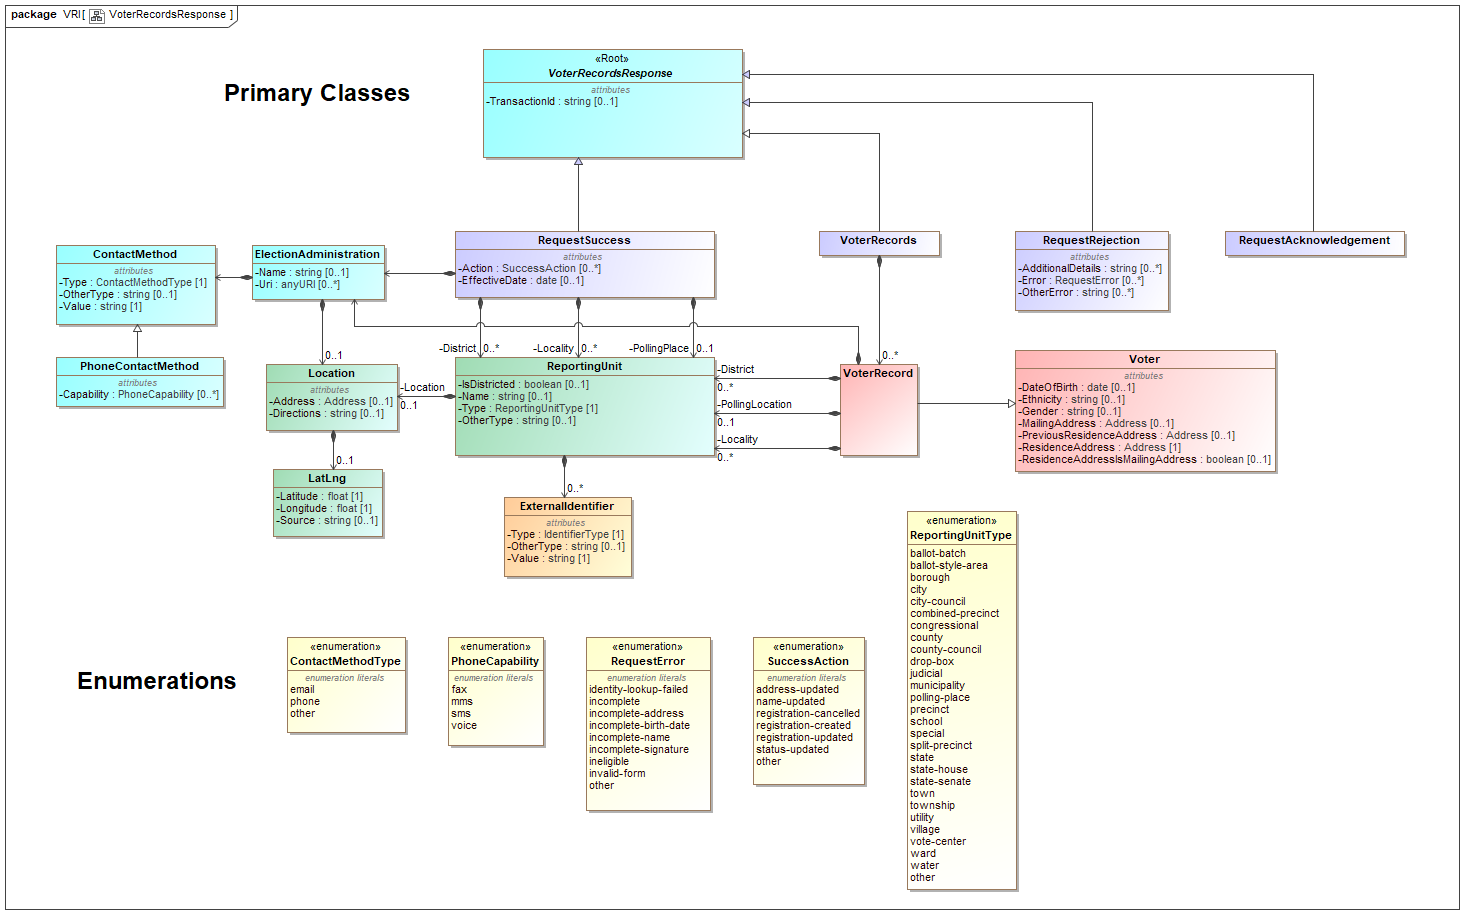 package VRI[ VoterRecordsResponse ]
Primary Classes
«Root»
VoterRecordsResponse
attributes
-TransactionId : string [0..1]
ContactMethod
attributes
-Type : ContactMethodType [1]
-OtherType : string [0..1]
-Value : string [1]
ElectionAdministration
-Name : string [0..1]
-Uri : anyURI [0..*]
RequestSuccess
attributes
-Action : SuccessAction [0..*]
-EffectiveDate : date [0..1]
VoterRecords
RequestRejection
attributes
-AdditionalDetails : string [0..*]
-Error : RequestError [0..*]
-OtherError : string [0..*]
RequestAcknowledgement
0..1
-District 0..*
-Locality 0..*
-PollingPlace 0..1
0..*
PhoneContactMethod
attributes
-Capability : PhoneCapability [0..*]
Location
attributes
-Address : Address [0..1]
-Directions : string [0..1]
-Location
0..1
ReportingUnit
-IsDistricted : boolean [0..1]
-Name : string [0..1]
-Type : ReportingUnitType [1]
-OtherType : string [0..1]
-District
0..*
-PollingLocation
0..1
-Locality
0..*
VoterRecord
Voter
attributes
-DateOfBirth : date [0..1]
-Ethnicity : string [0..1]
-Gender : string [0..1]
-MailingAddress : Address [0..1]
-PreviousResidenceAddress : Address [0..1]
-ResidenceAddress : Address [1]
-ResidenceAddressIsMailingAddress : boolean [0..1]
0..1
LatLng
-Latitude : float [1]
-Longitude : float [1]
-Source : string [0..1]
0..*
ExternalIdentifier
attributes
-Type : IdentifierType [1]
-OtherType : string [0..1]
-Value : string [1]
«enumeration»
ReportingUnitType
ballot-batch
ballot-style-area
borough
city
city-council
combined-precinct
congressional
county
county-council
drop-box
judicial
municipality
polling-place
precinct
school
special
split-precinct
state
state-house
state-senate
town
township
utility
village
vote-center
ward
water
other
Enumerations
«enumeration»
ContactMethodType
enumeration literals
email
phone
other
«enumeration»
PhoneCapability
enumeration literals
fax
mms
sms
voice
«enumeration»
RequestError
enumeration literals
identity-lookup-failed
incomplete
incomplete-address
incomplete-birth-date
incomplete-name
incomplete-signature
ineligible
invalid-form
other
«enumeration»
SuccessAction
enumeration literals
address-updated
name-updated
registration-cancelled
registration-created
registration-updated
status-updated
other